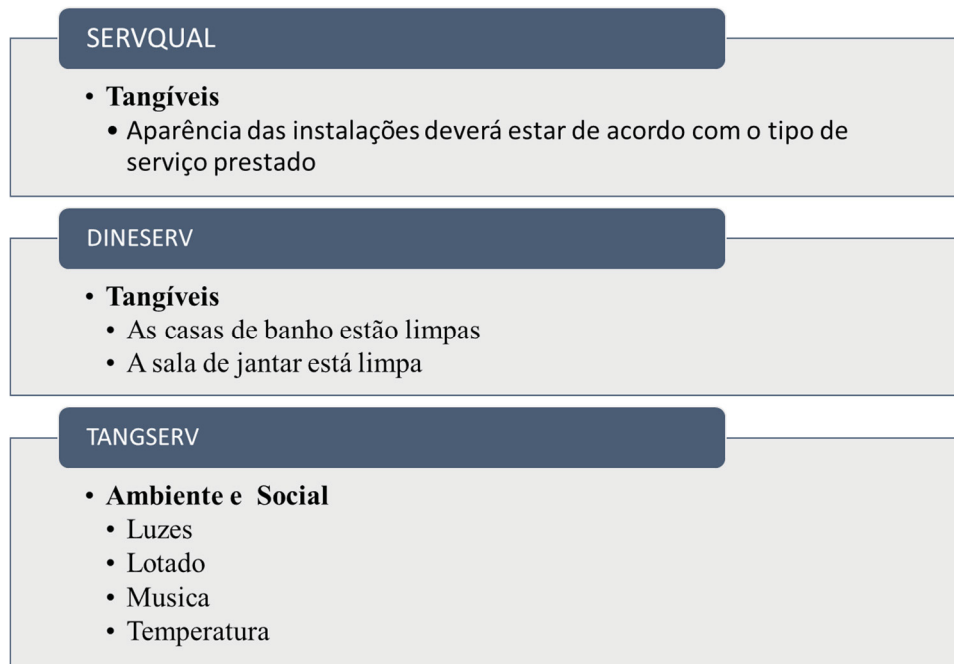 SERVQUAL
• Tangíveis
• Aparência das instalações deverá estar de acordo com o tipo de
serviço prestado
DINESERV
• Tangíveis
• As casas de banho estão limpas
• A sala de jantar está limpa
TANGSERV
• Ambiente e  Social
• Luzes
• Lotado
• Musica
• Temperatura